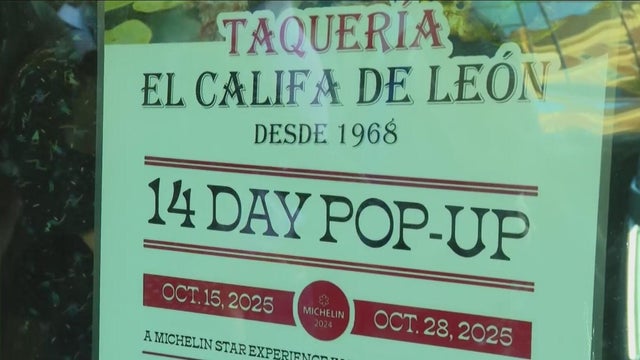 TAQUERÍA
EL CALIFA DE LEÓN
DESDE 1968
14 DAY POP-UP
OCT. 15, 2025
MICHELIN
2024
OCT. 28, 2025
A MICHELIN STAR EXPERIENCE